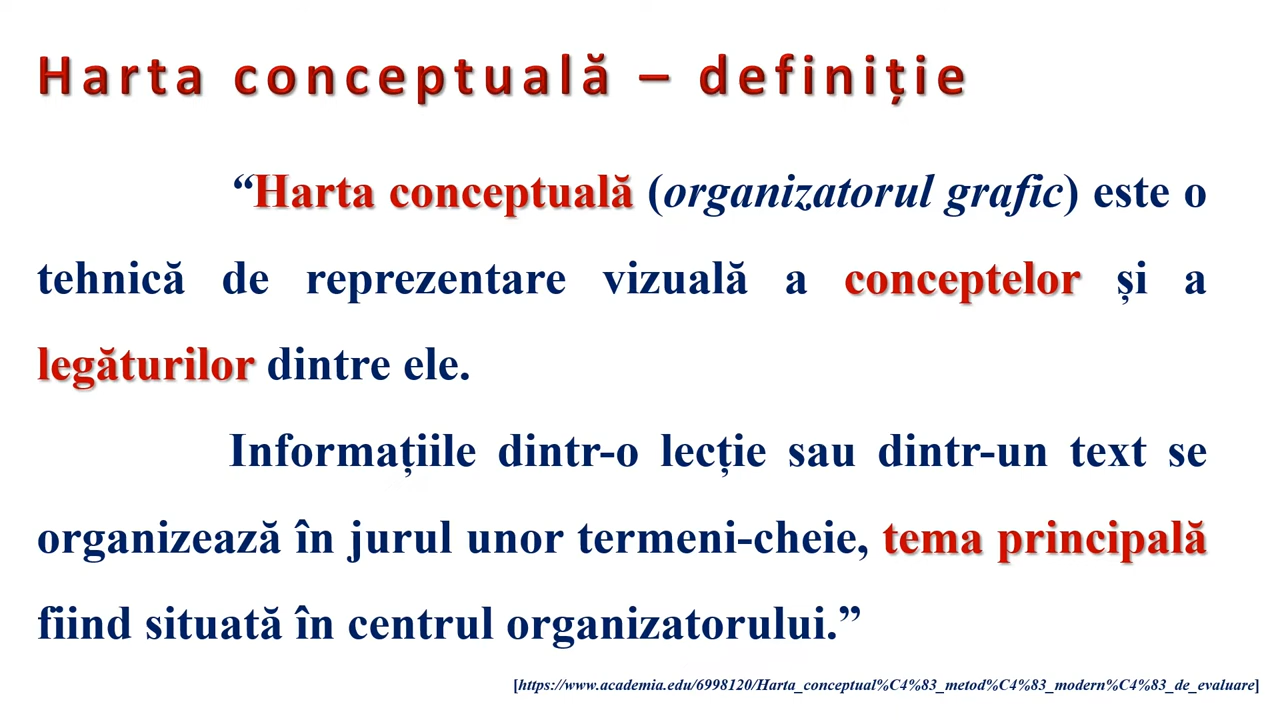 Harta conceptuală – definiție
“Harta conceptuală (organizatorul grafic) este o
tehnică de reprezentare vizuală a conceptelor și a
legăturilor dintre ele.
Informațiile dintr-o lecție sau dintr-un text se
organizează în jurul unor termeni-cheie, tema principală
fiind situată în centrul organizatorului.”
[https://www.academia.edu/6998120/Harta_conceptual%C4%83_metod%C4%83_modern%C4%83_de_evaluare]